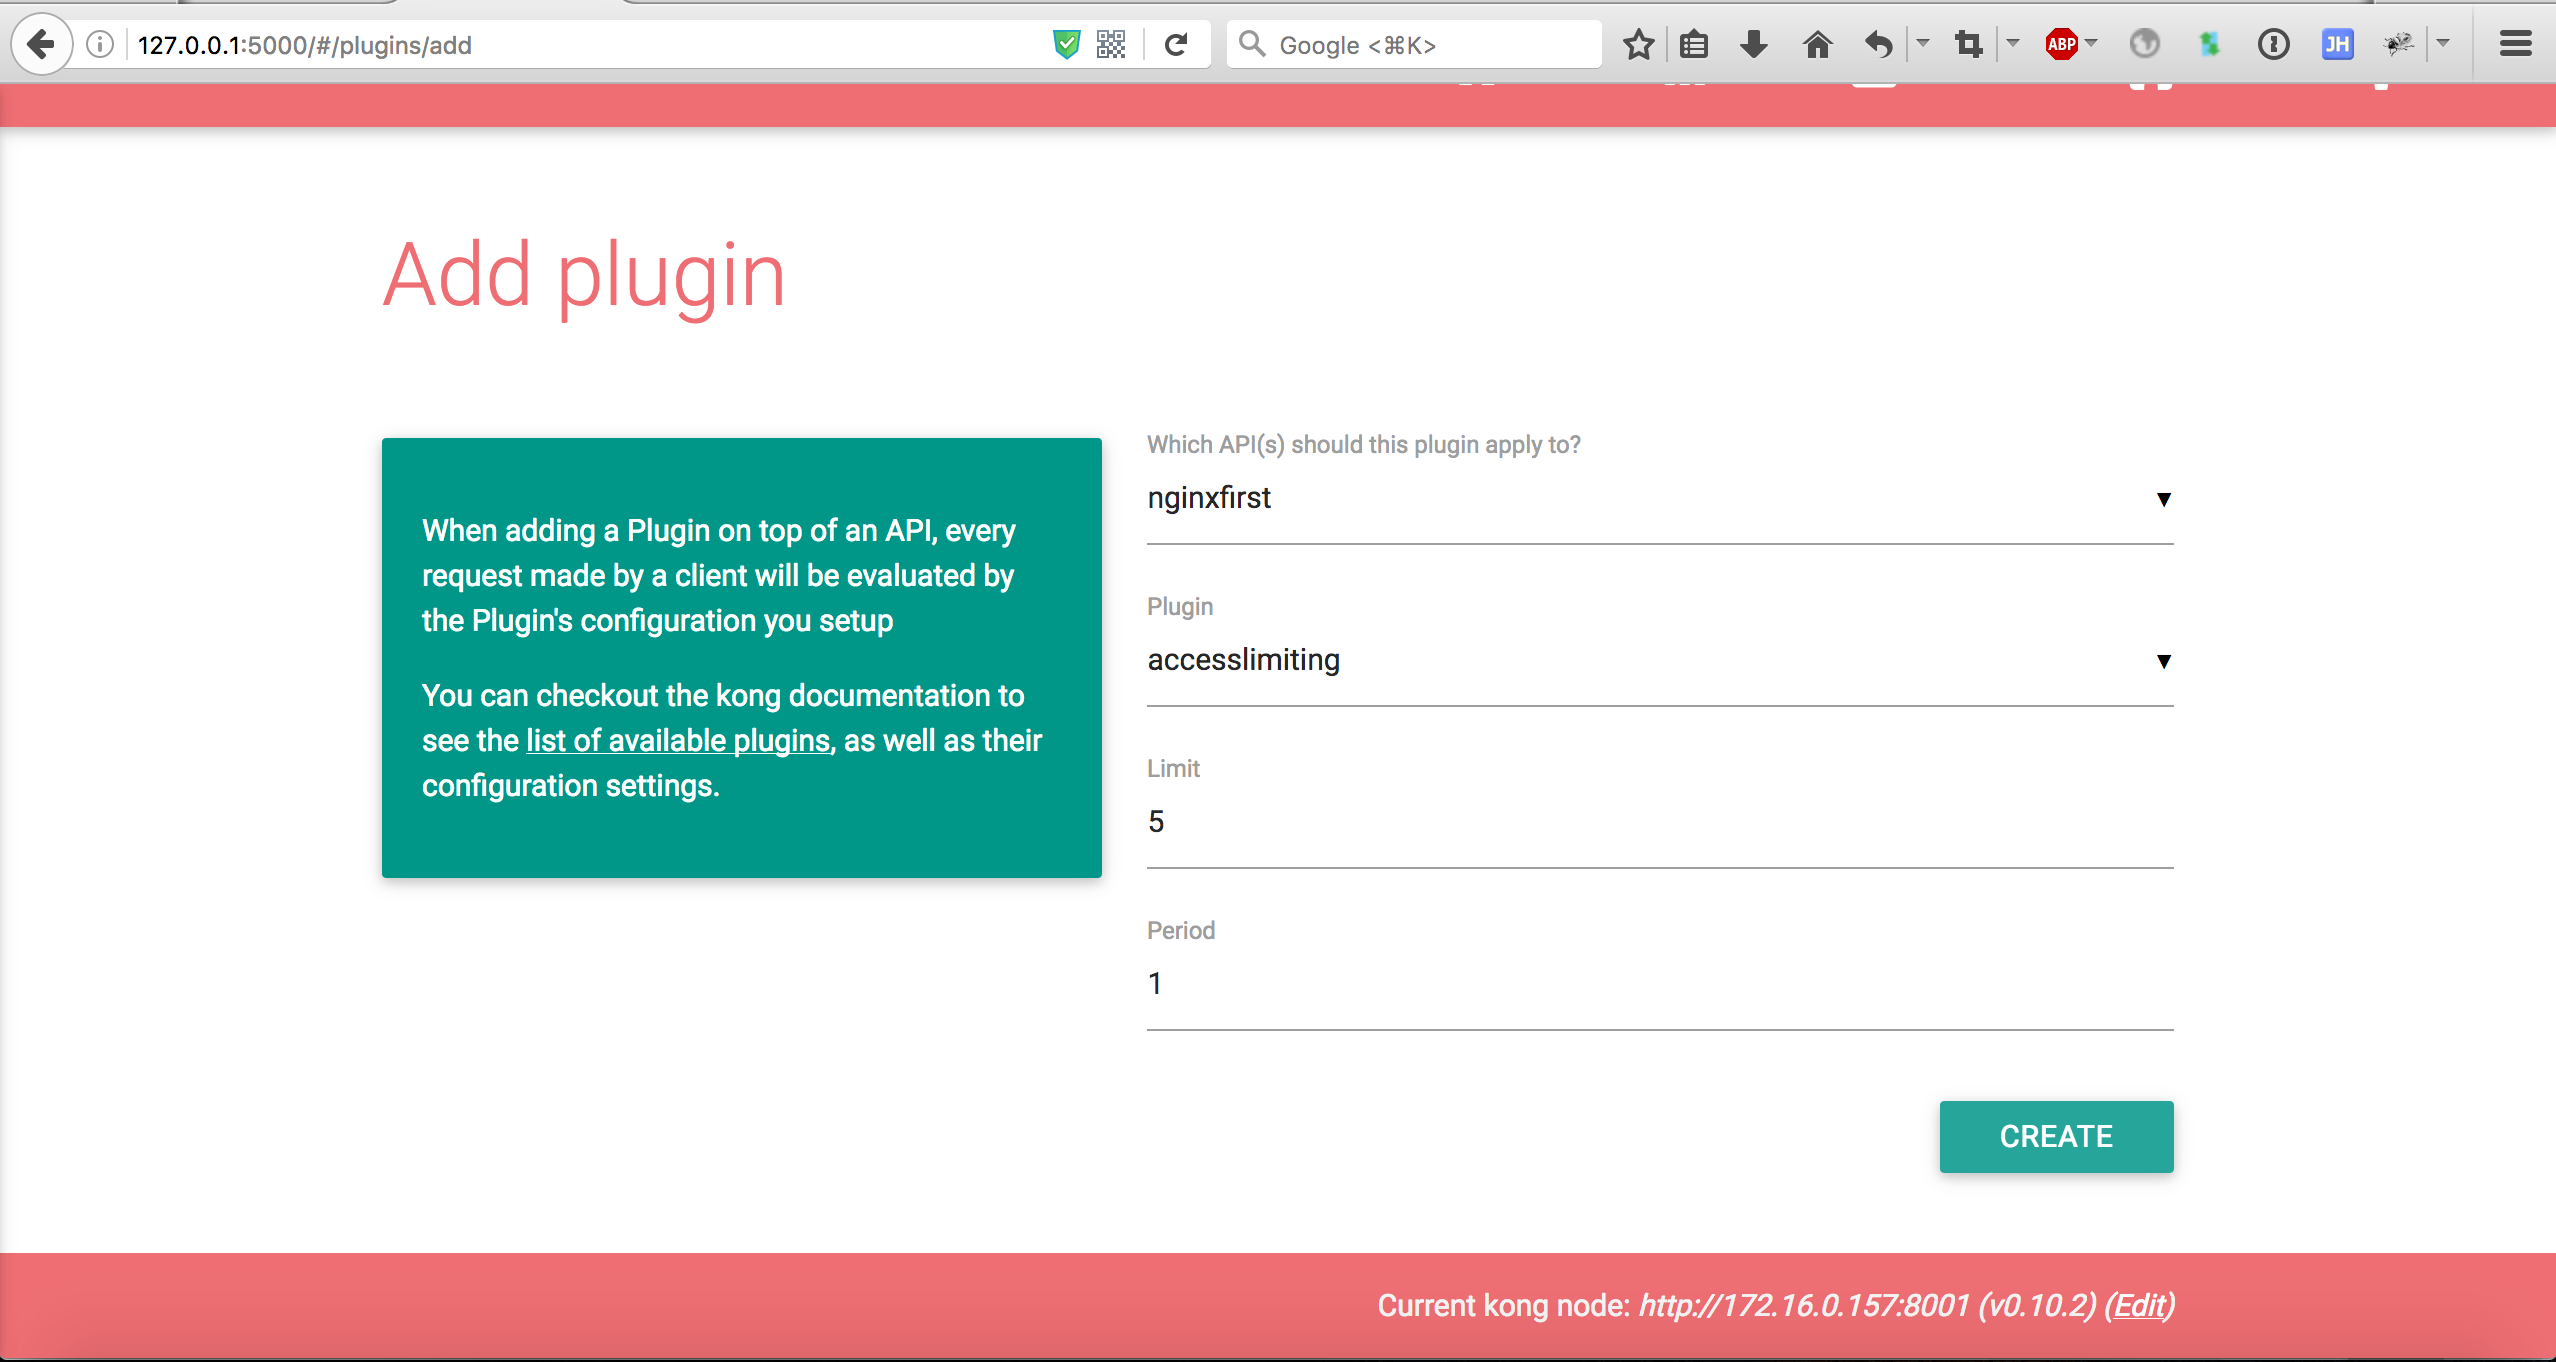 127.0.0.1:5000/#/plugins/add
Google <⌘K>
ABP
JH
Add plugin
When adding a Plugin on top of an API, every
request made by a client will be evaluated by
the Plugin's configuration you setup
You can checkout the kong documentation to
see the list of available plugins, as well as their
configuration settings.
Which API(s) should this plugin apply to?
nginxfirst
Plugin
accesslimiting
Limit
5
Period
1
CREATE
Current kong node: http://172.16.0.157:8001 (v0.10.2) (Edit)